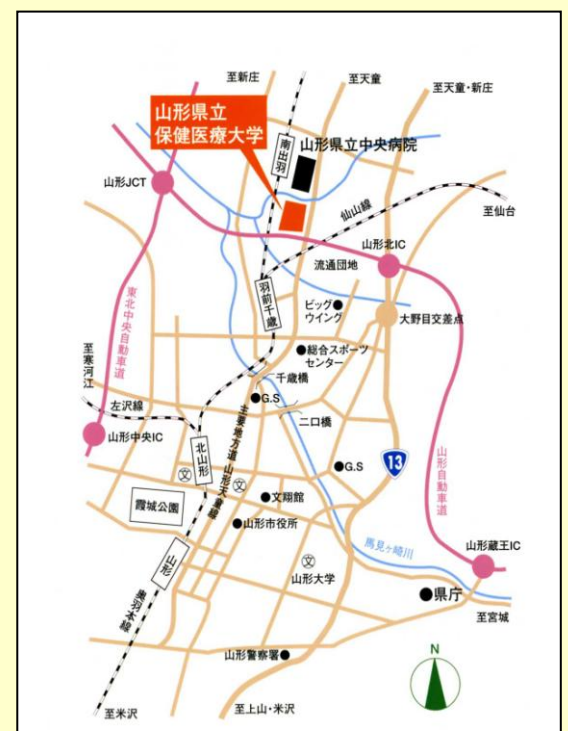 至新庄
至天童
至天童・新庄
山形県立
保健医療大学
山形県立中央病院
南出羽
山形JCT
仙山線
至仙台
山形北IC
流通団地
羽前千歳
ビッグ
ウイング
大野目交差点
東北中央自動車道
総合スポーツ
センター
至寒河江
千歳橋
G.S
左沢線
二口橋
山形中央IC
北山形
主要地方道 山形天童線
G.S
13
山形自動車道
文
文
文翔館
霞城公園
山形市役所
馬見ヶ崎川
文
山形大学
山形蔵王IC
山形
県庁
奥羽本線
至宮城
山形警察署
N
至米沢
至上山・米沢